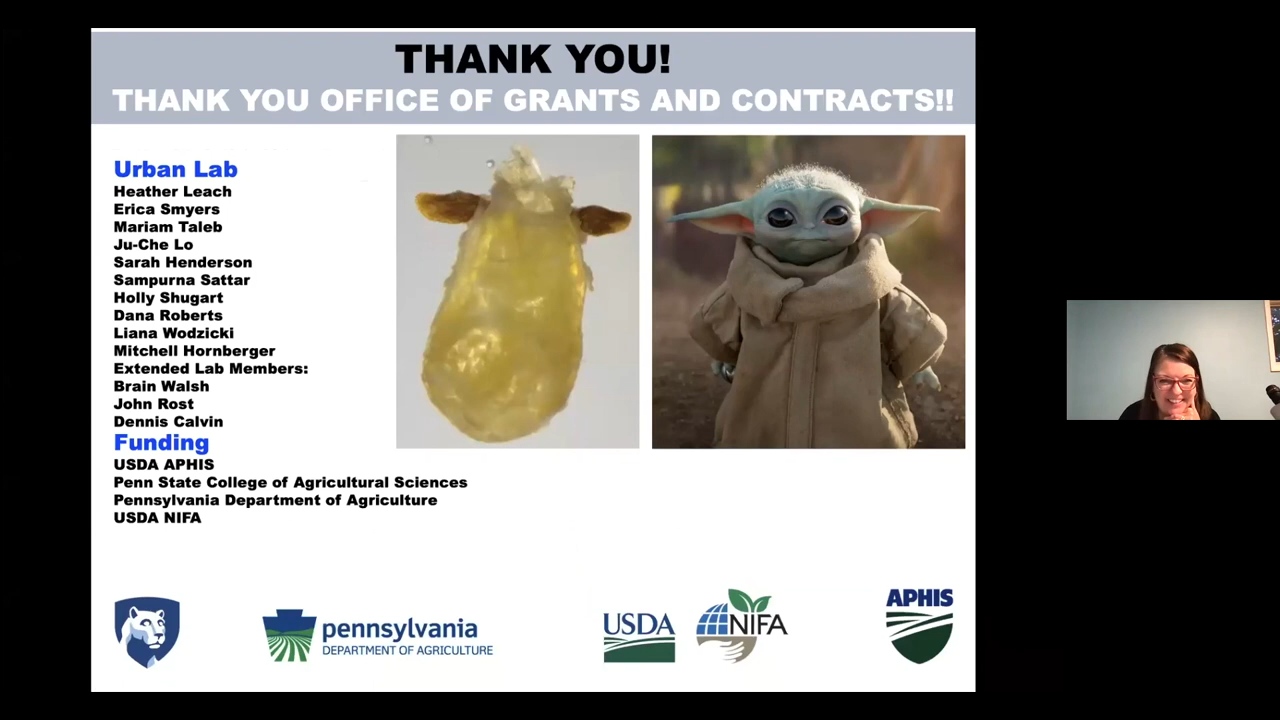 THANK YOU!
THANK YOU OFFICE OF GRANTS AND CONTRACTS!!
Urban Lab
Heather Leach
Erica Smyers
Mariam Taleb
Ju-Che Lo
Sarah Henderson
Sampurna Sattar
Holly Shugart
Dana Roberts
Liana Wodzicki
Mitchell Hornberger
Extended Lab Members:
Brain Walsh
John Rost
Dennis Calvin
Funding
USDA APHIS
Penn State College of Agricultural Sciences
Pennsylvania Department of Agriculture
USDA NIFA
pennsylvania
DEPARTMENT OF AGRICULTURE
USDA
NIFA
APHIS